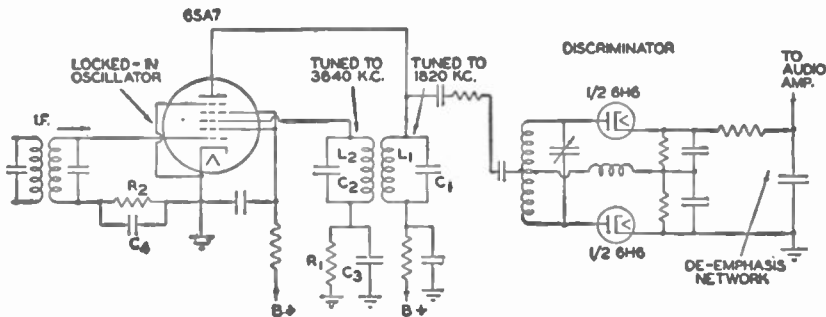 6SA7
LOCKED-IN
OSCILLATOR
I.F.
R2
C4
TUNED TO
3640 K.C.
TUNED TO
1820 KC.
L2
C2
L1
C1
R1
C3
B+
B+
DISCRIMINATOR
1/2 6H6
1/2 6H6
TO
AUDIO
AMP.
DE-EMPHASIS
NETWORK